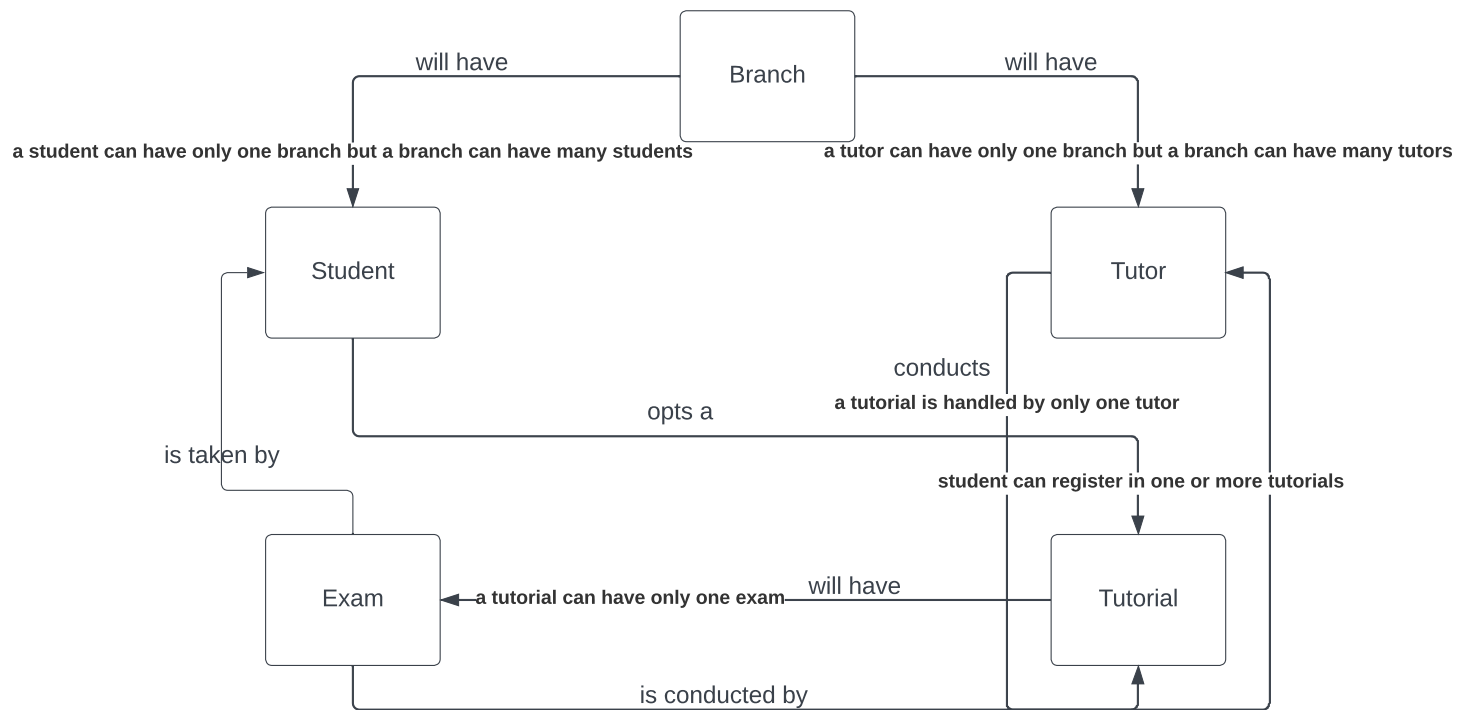 will have
Branch
will have
a student can have only one branch but a branch can have many students
a tutor can have only one branch but a branch can have many tutors
Student
Tutor
conducts
a tutorial is handled by only one tutor
opts a
is taken by
student can register in one or more tutorials
Exam
a tutorial can have only one exam
will have
Tutorial
is conducted by